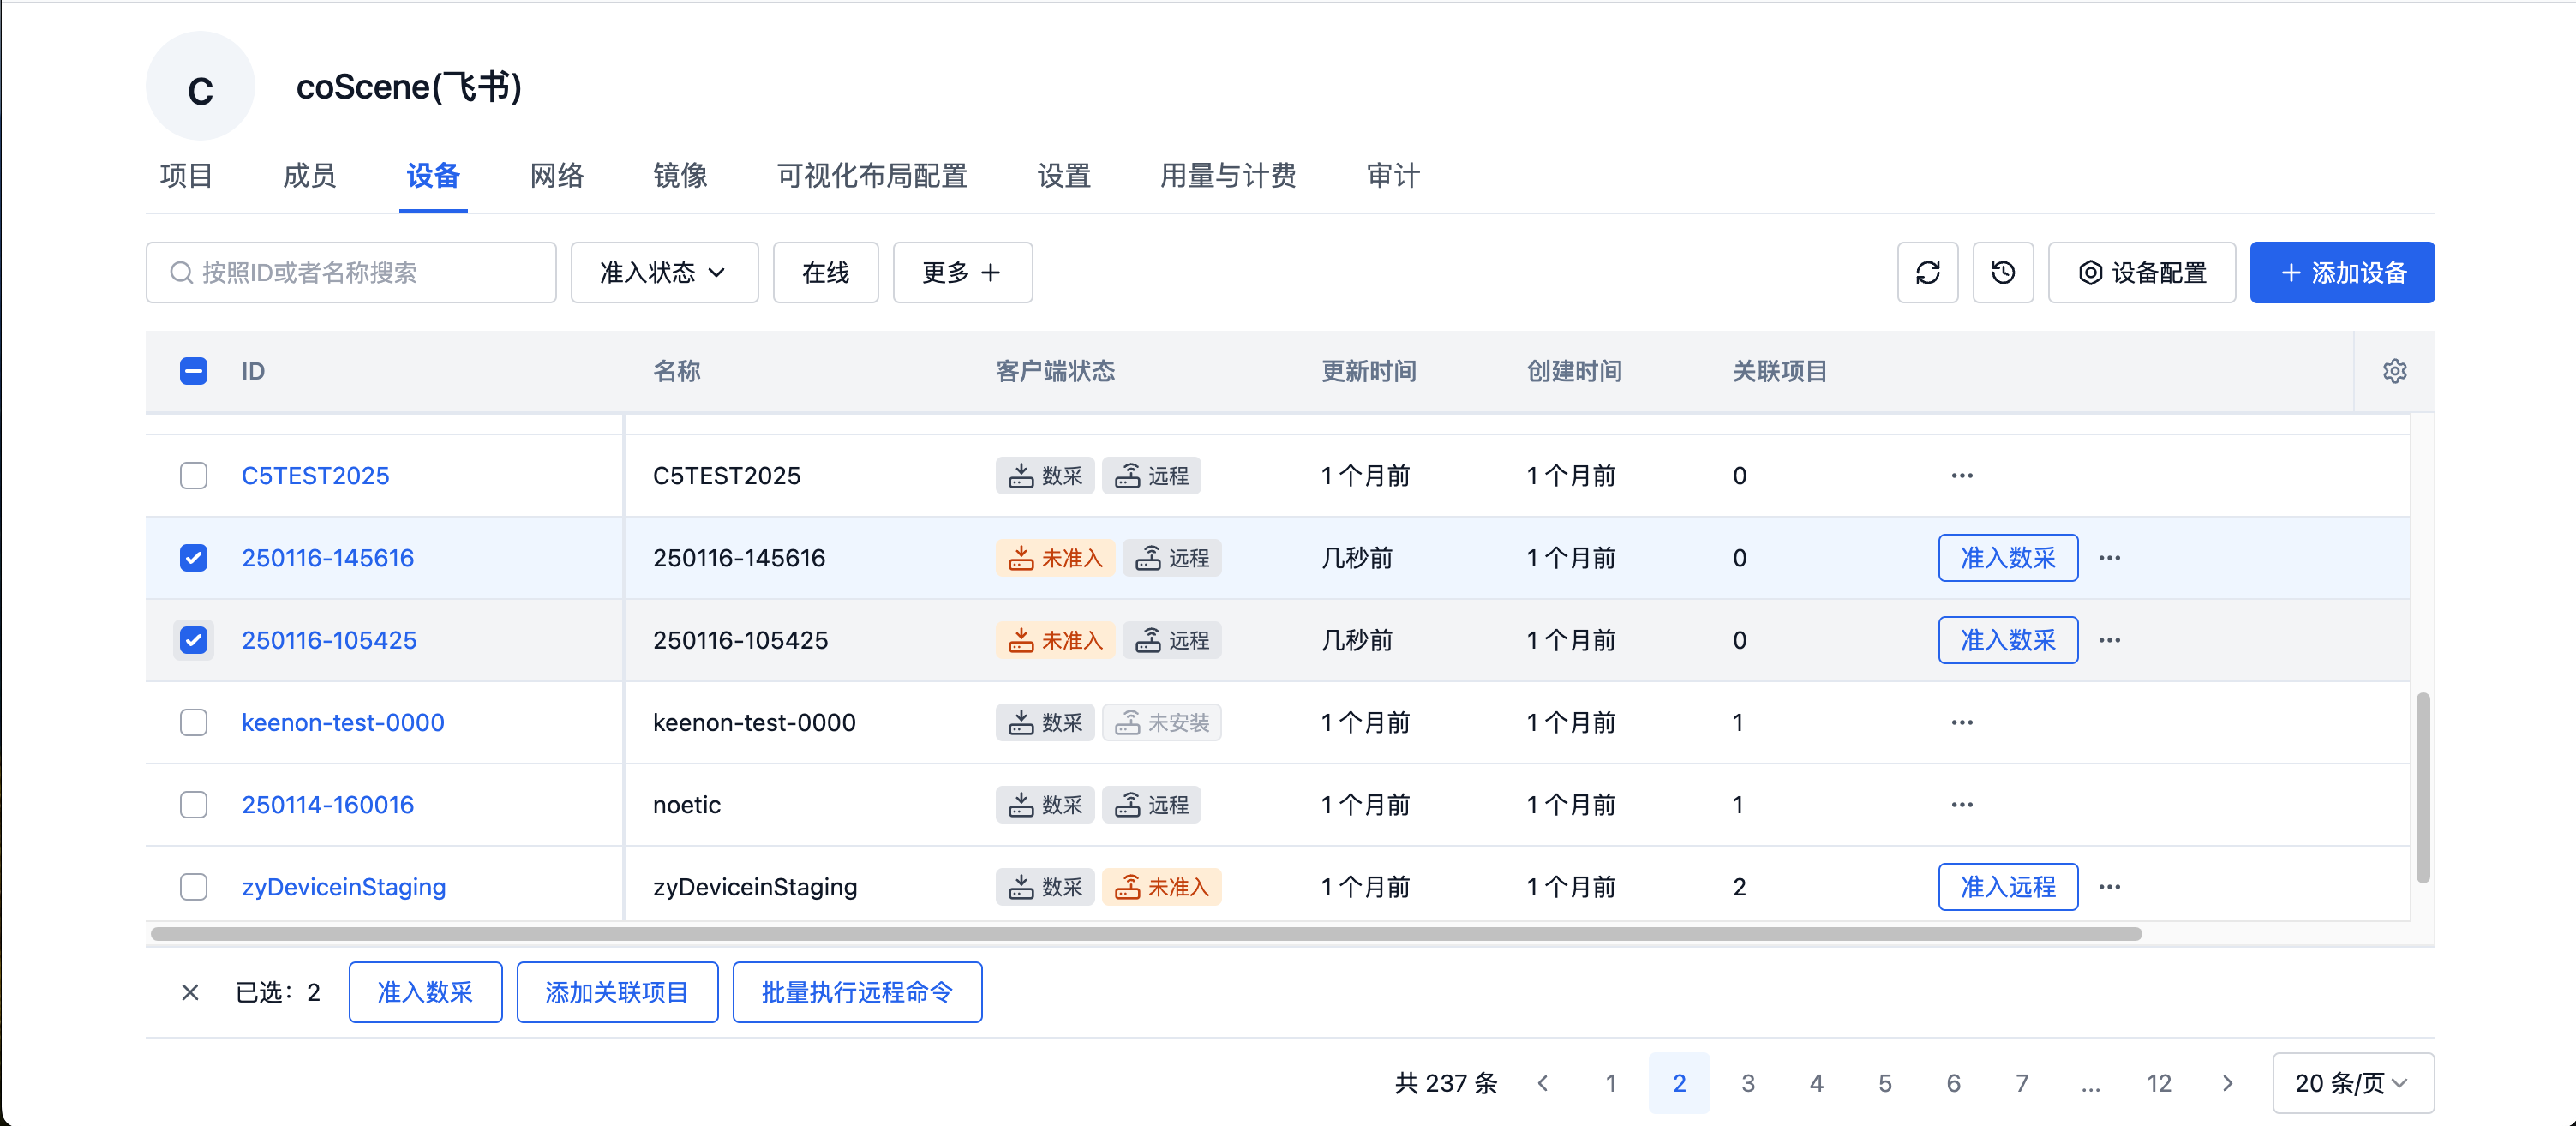 C
coScene(飞书)
项目 成员 设备 网络 镜像 可视化布局配置 设置 用量与计费 审计
按照ID或者名称搜索 准入状态 在线 更多 + 设备配置 + 添加设备
ID 名称 客户端状态 更新时间 创建时间 关联项目
C5TEST2025 C5TEST2025 数采 远程 1 个月前 1 个月前 0 ···
250116-145616 250116-145616 未准入 远程 几秒前 1 个月前 0 准入数采 ···
250116-105425 250116-105425 未准入 远程 几秒前 1 个月前 0 准入数采 ···
keenon-test-0000 keenon-test-0000 数采 未安装 1 个月前 1 个月前 1 ···
250114-160016 noetic 数采 远程 1 个月前 1 个月前 1 ···
zyDeviceinStaging zyDeviceinStaging 数采 未准入 1 个月前 1 个月前 2 准入远程 ···
已选：2 准入数采 添加关联项目 批量执行远程命令
共 237 条 < 1 2 3 4 5 6 7 ... 12 > 20 条/页